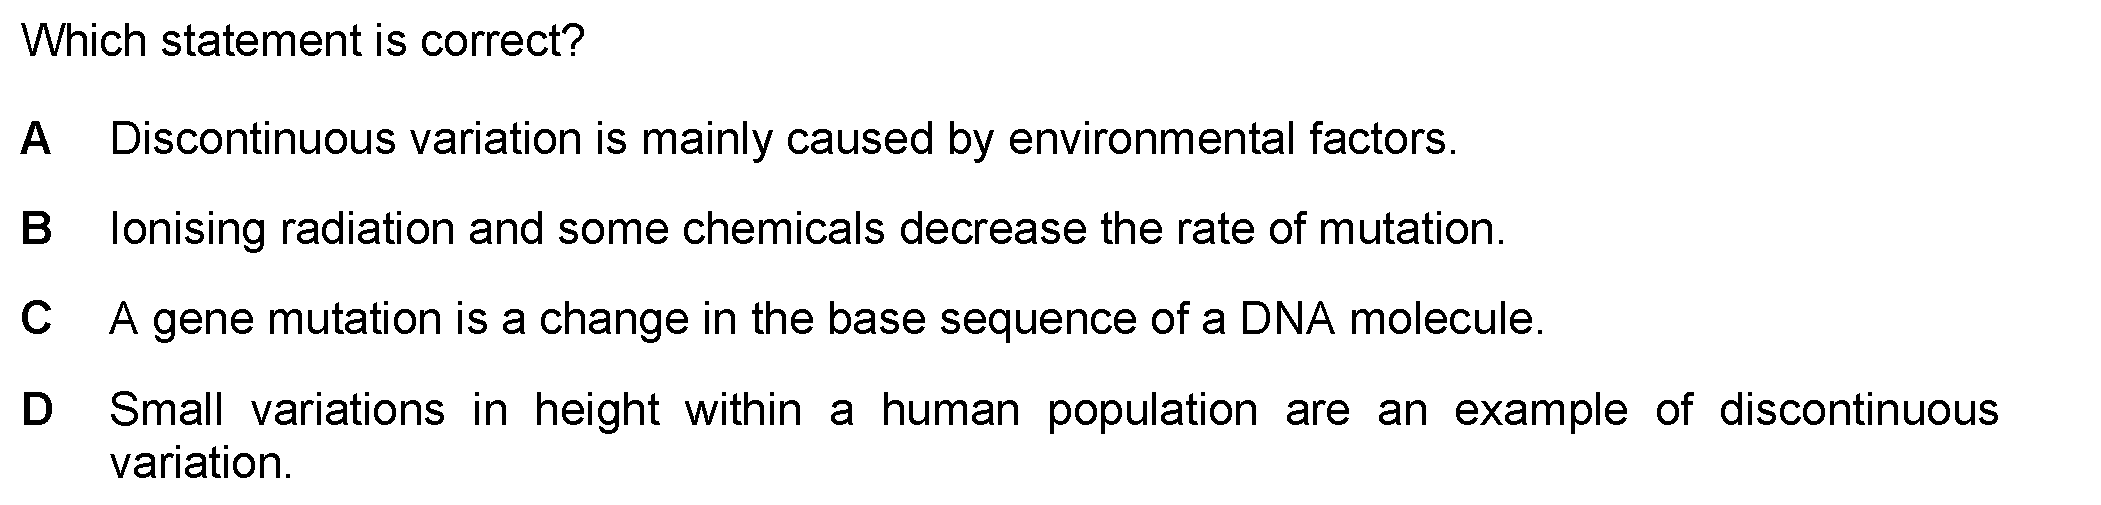 Which statement is correct?
A Discontinuous variation is mainly caused by environmental factors.
B Ionising radiation and some chemicals decrease the rate of mutation.
C A gene mutation is a change in the base sequence of a DNA molecule.
D Small variations in height within a human population are an example of discontinuous
variation.